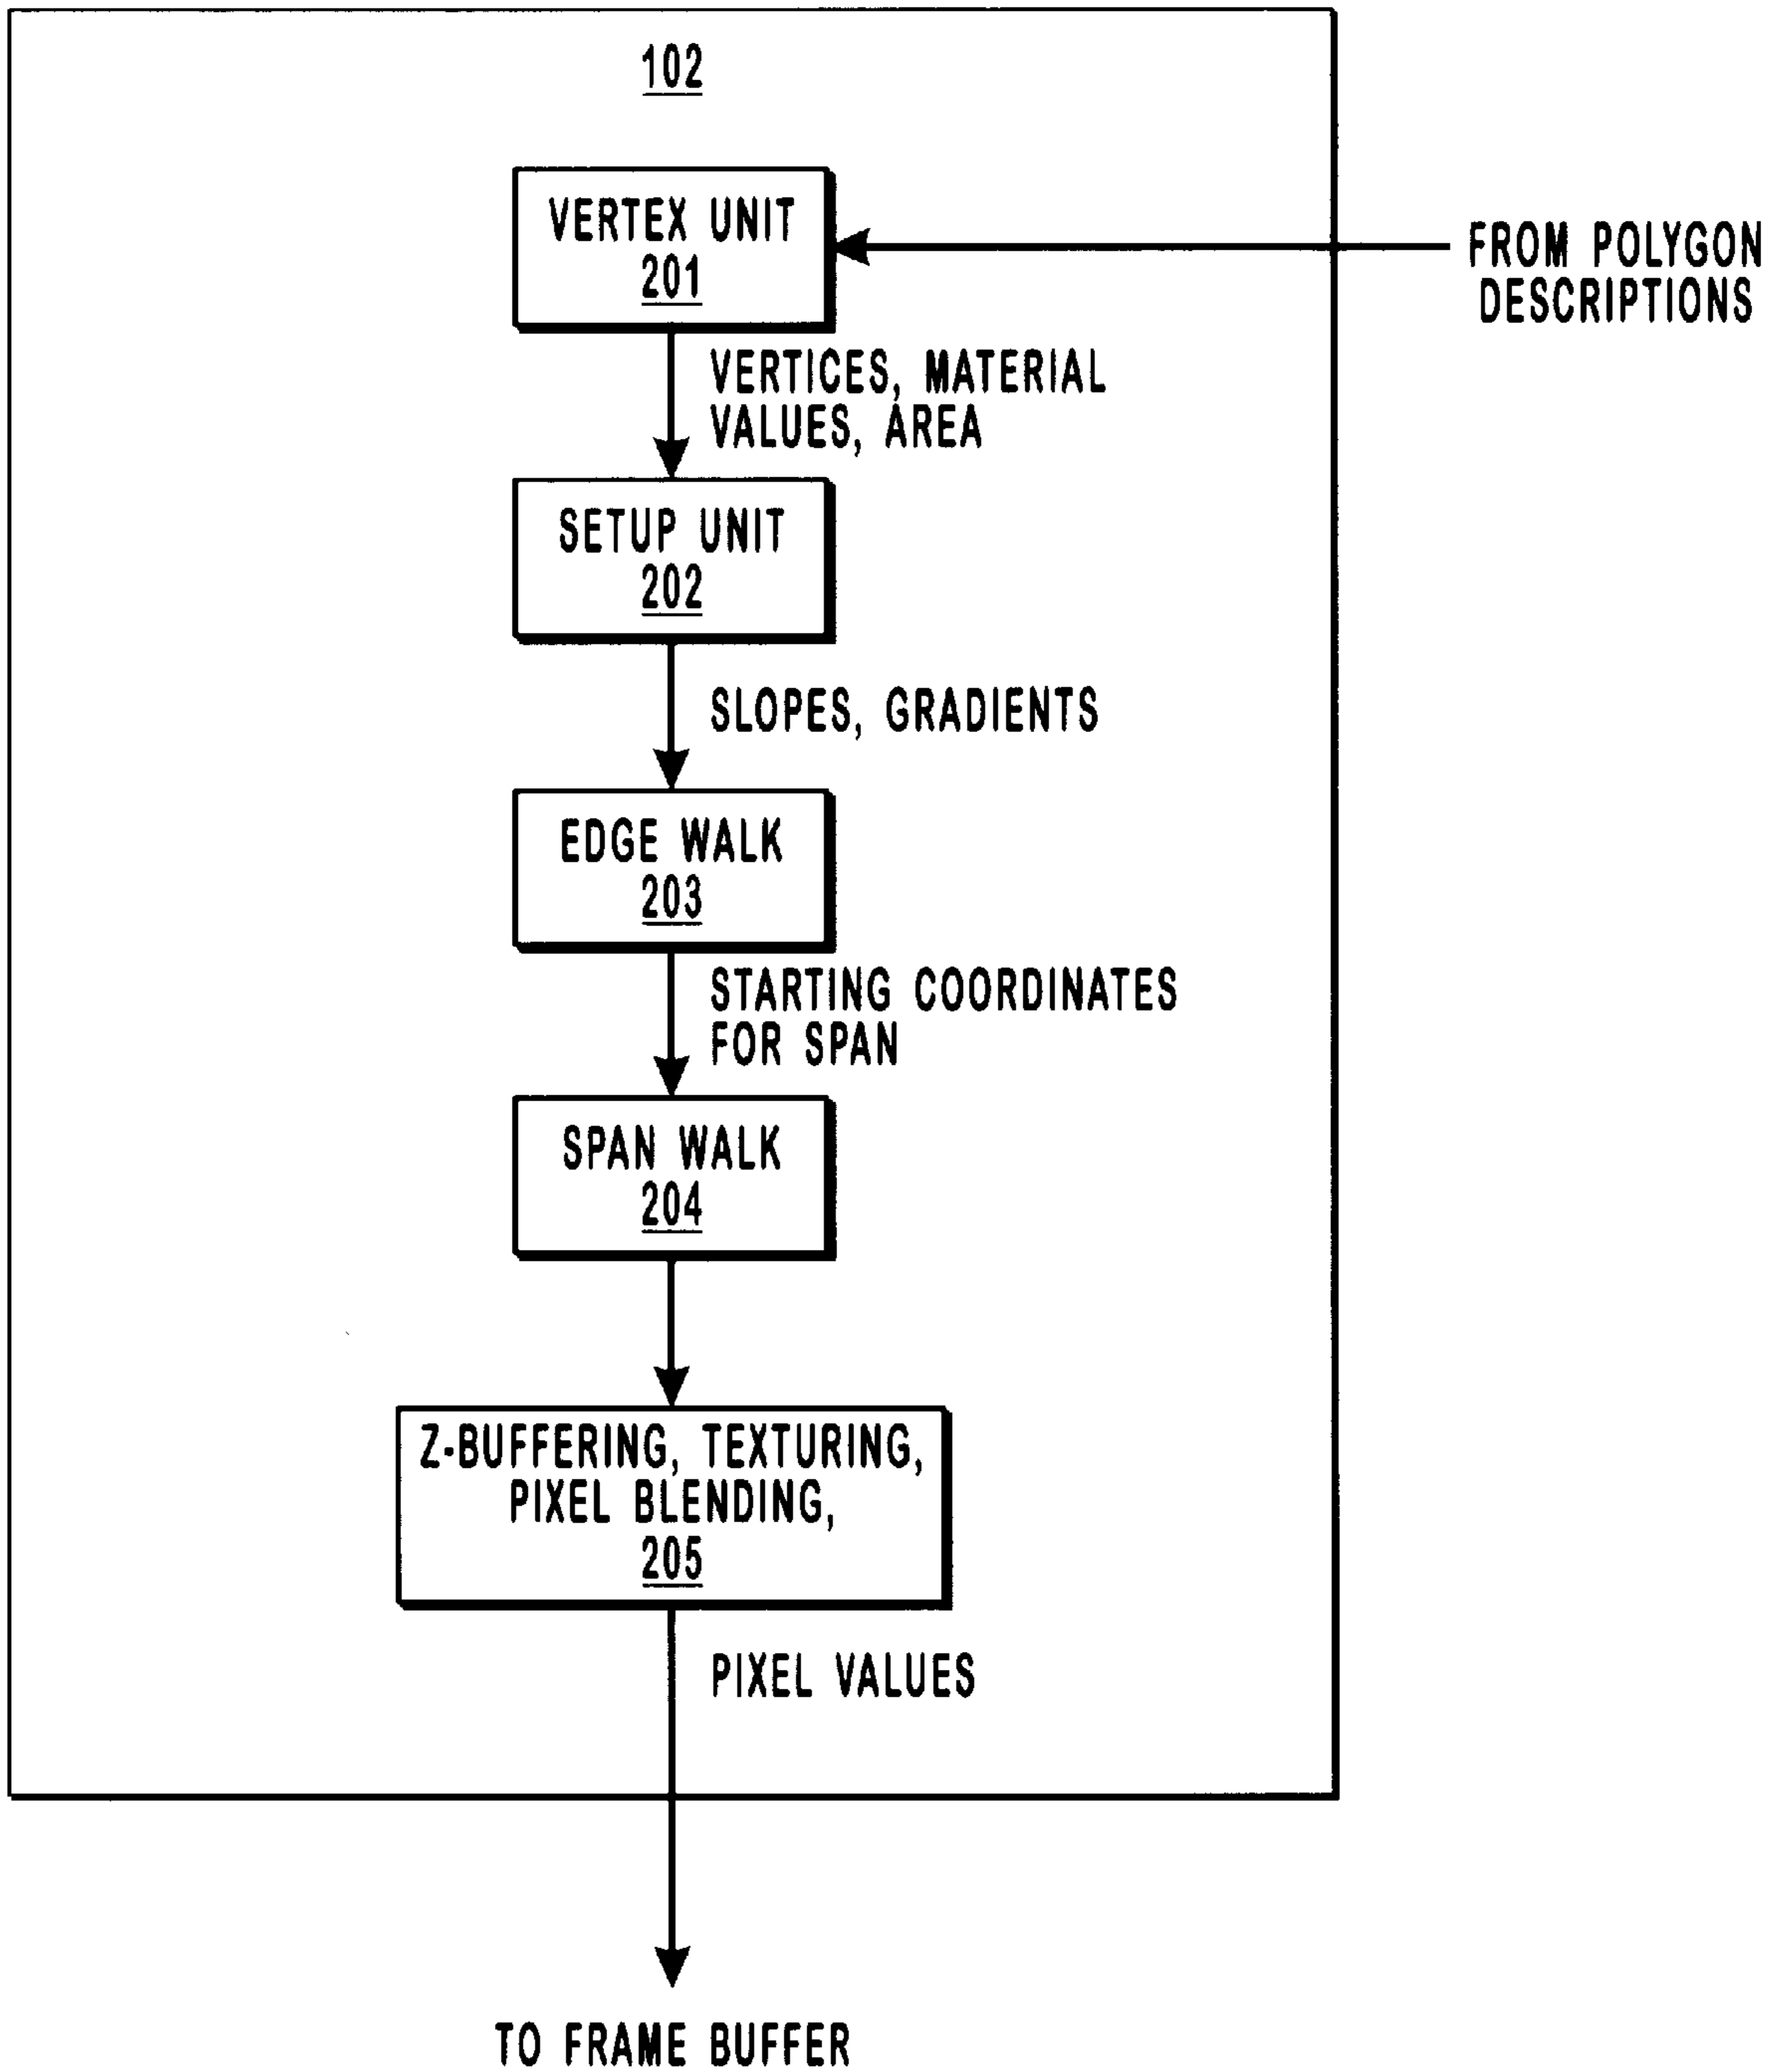 102
VERTEX UNIT
201
FROM POLYGON
DESCRIPTIONS
VERTICES, MATERIAL
VALUES, AREA
SETUP UNIT
202
SLOPES, GRADIENTS
EDGE WALK
203
STARTING COORDINATES
FOR SPAN
SPAN WALK
204
Z-BUFFERING, TEXTURING,
PIXEL BLENDING,
205
PIXEL VALUES
TO FRAME BUFFER